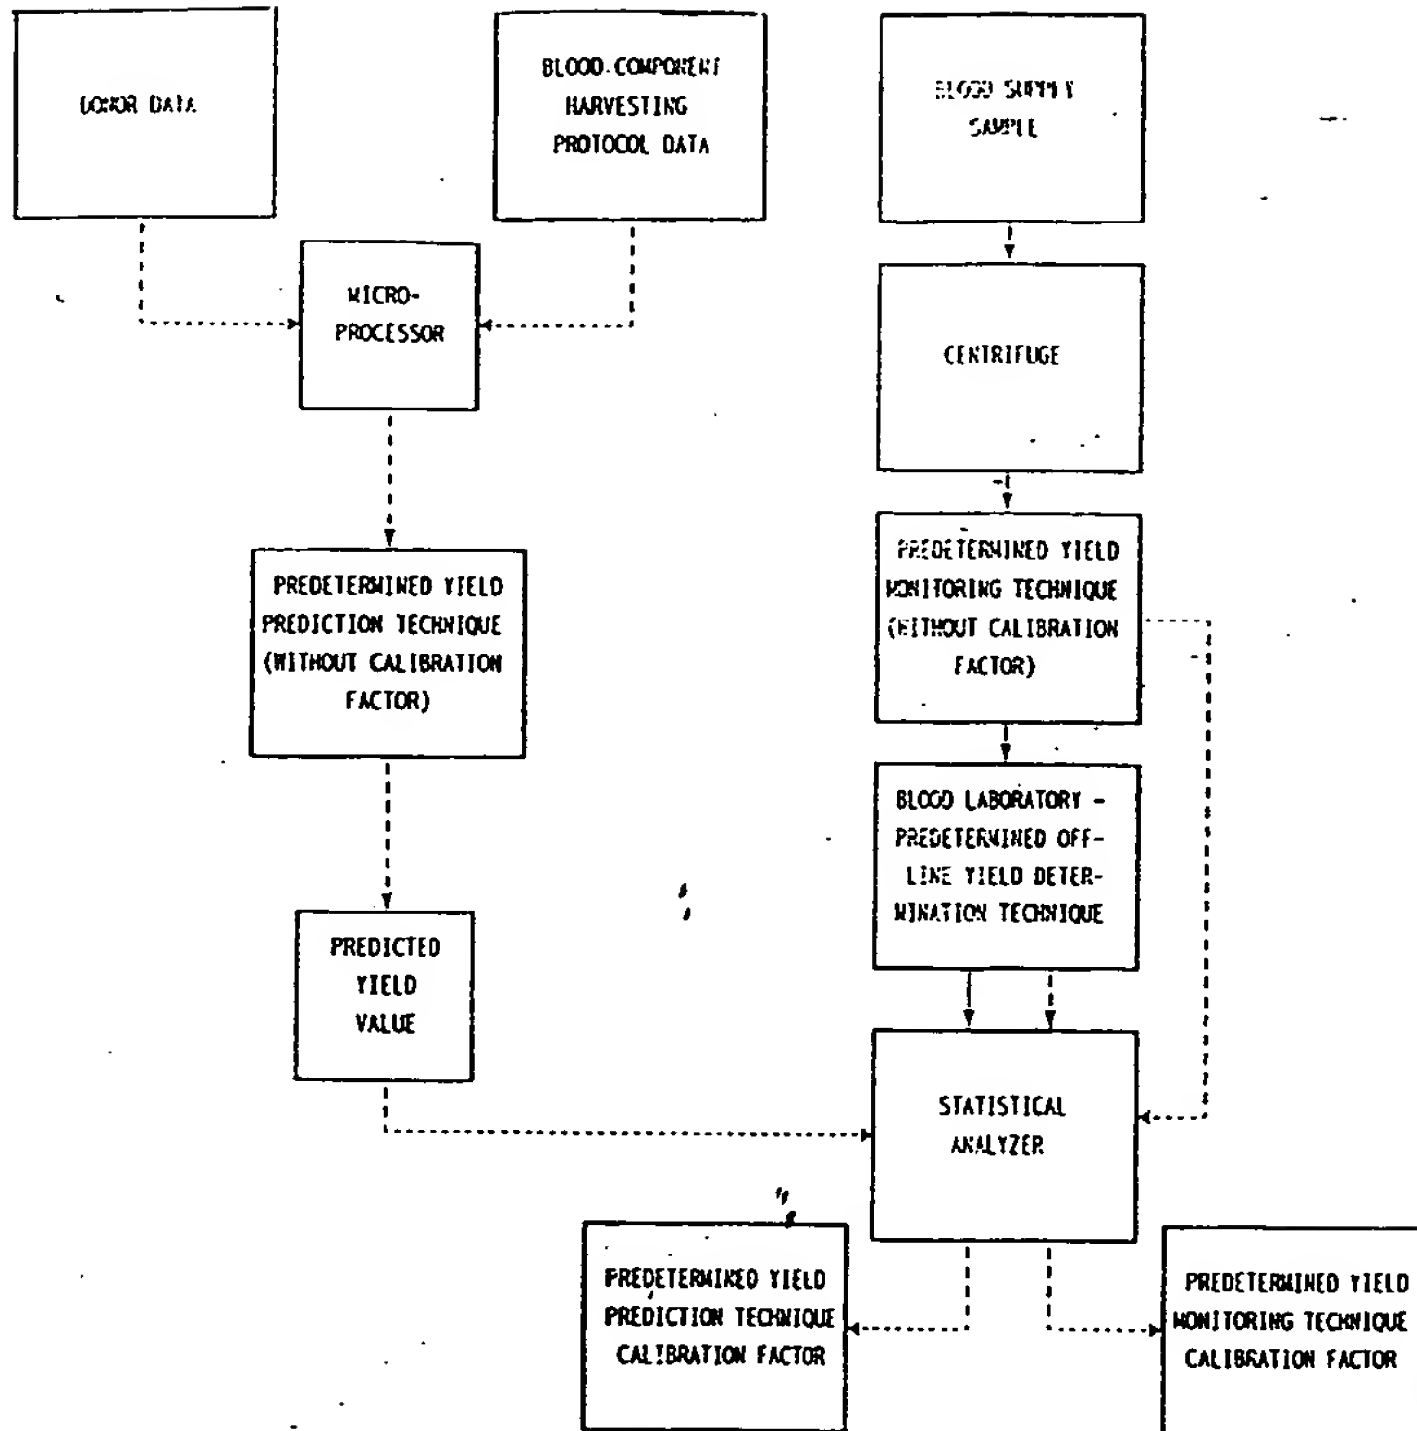 DONOR DATA
BLOOD-COMPONENT
HARVESTING
PROTOCOL DATA
BLOOD SUPPLY
SAMPLE
MICRO-
PROCESSOR
CENTRIFUGE
PREDETERMINED YIELD
PREDICTION TECHNIQUE
(WITHOUT CALIBRATION
FACTOR)
PREDETERMINED YIELD
MONITORING TECHNIQUE
(WITHOUT CALIBRATION
FACTOR)
BLOOD LABORATORY -
PREDETERMINED OFF-
LINE YIELD DETER-
MINATION TECHNIQUE
PREDICTED
YIELD
VALUE
STATISTICAL
ANALYZER
PREDETERMINED YIELD
PREDICTION TECHNIQUE
CALIBRATION FACTOR
PREDETERMINED YIELD
MONITORING TECHNIQUE
CALIBRATION FACTOR